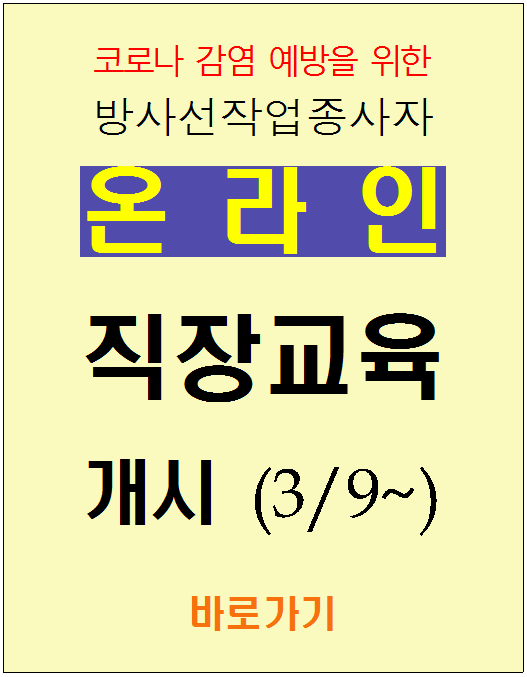 코로나 감염 예방을 위한
방사선작업종사자
온 라 인
직장교육
개시 (3/9~)
바로가기